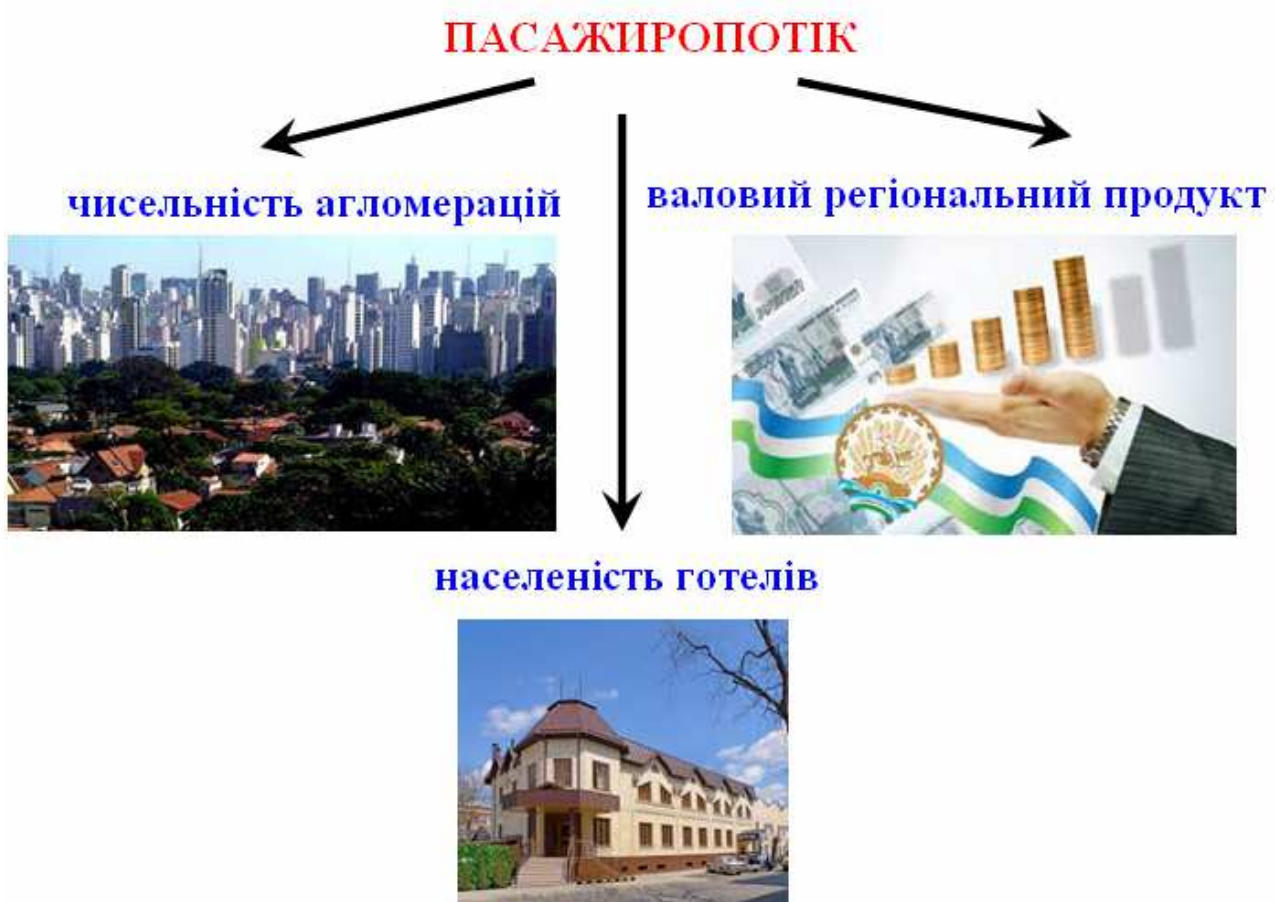 ПАСАЖИРОПОТІК
чисельність агломерацій
валовий регіональний продукт
населеність готелів